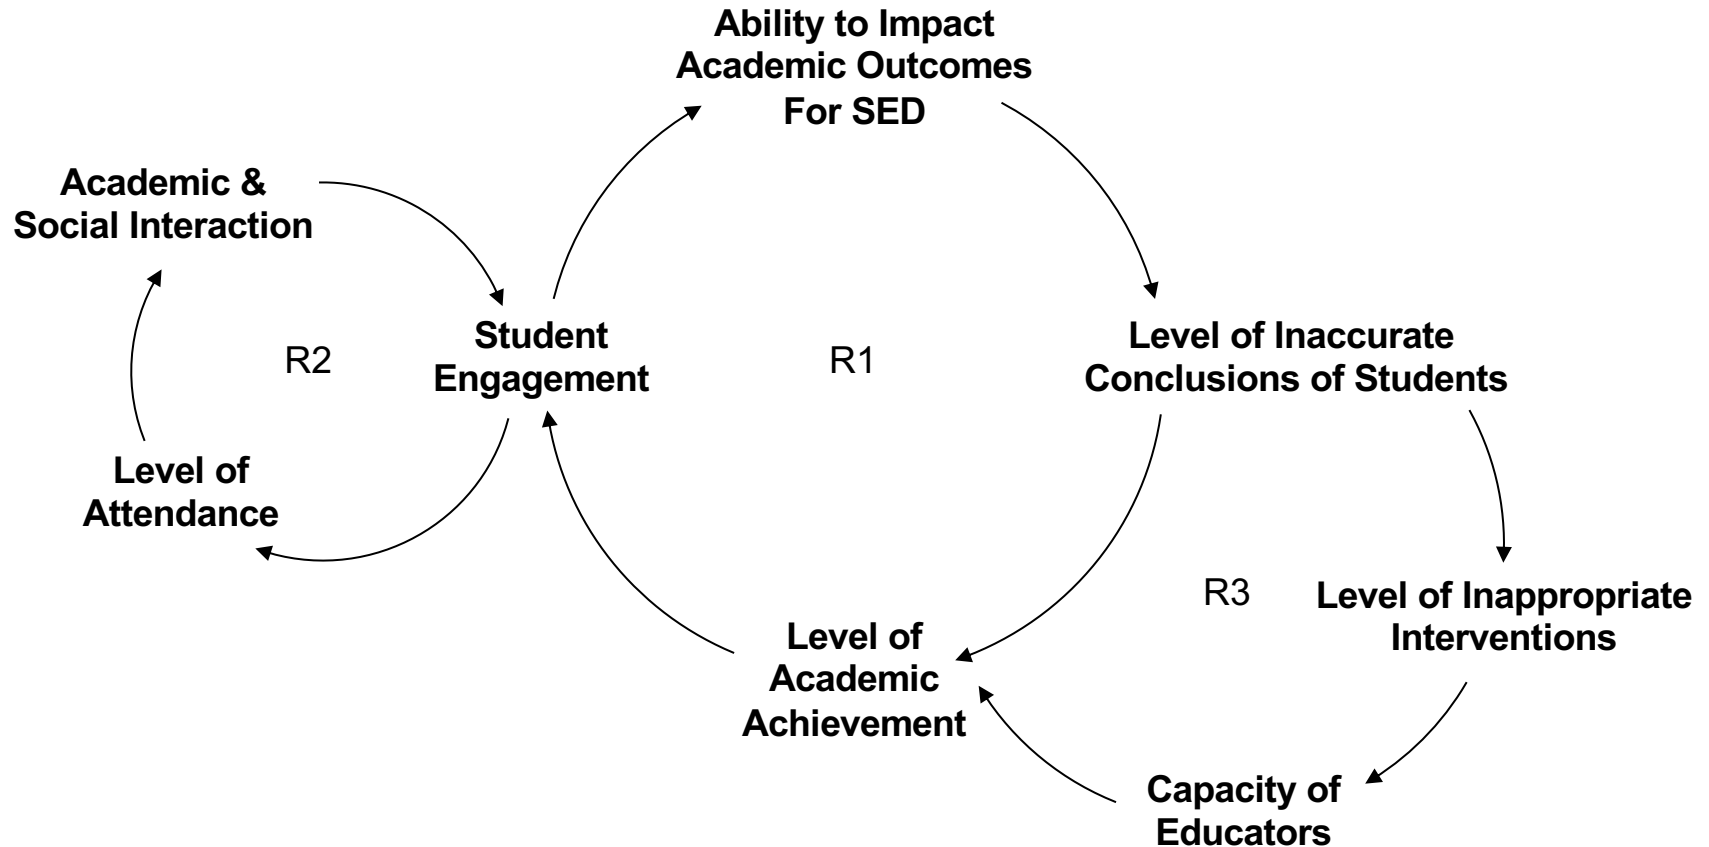 Ability to Impact
Academic Outcomes
For SED
Academic &
Social Interaction
Student
Engagement
R2
R1
Level of Inaccurate
Conclusions of Students
Level of
Attendance
R3
Level of Inappropriate
Interventions
Level of
Academic
Achievement
Capacity of
Educators